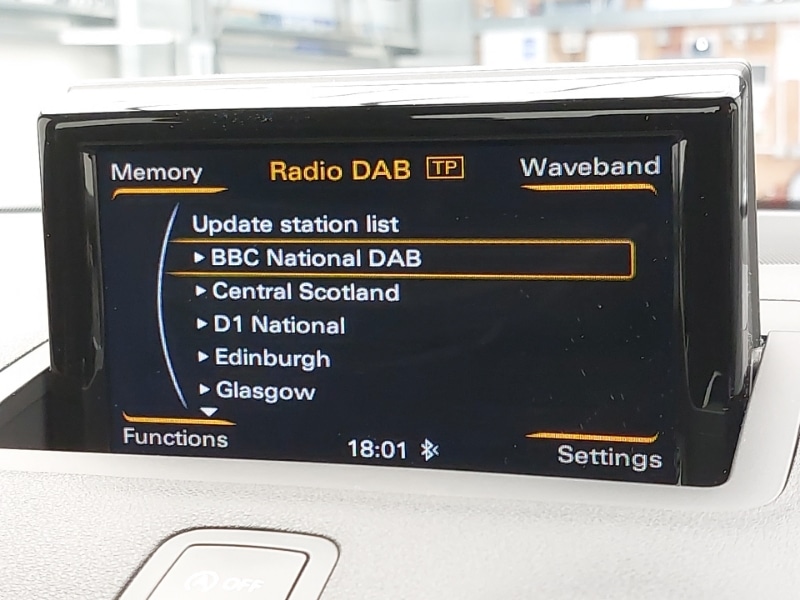 Memory Radio DAB TP Waveband
Update station list
BBC National DAB
Central Scotland
D1 National
Edinburgh
Glasgow
Functions 18:01 Settings
A OFF